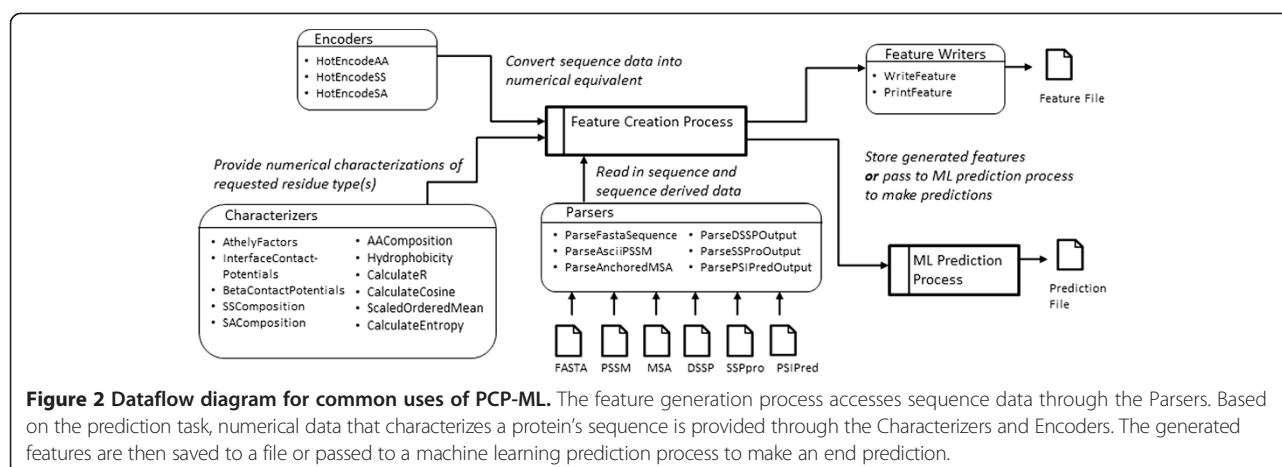 Encoders
• HotEncodeAA
• HotEncodeSS
• HotEncodeSA
Convert sequence data into
numerical equivalent
Feature Writers
• WriteFeature
• PrintFeature
Feature File
Feature Creation Process
Provide numerical characterizations of
requested residue type(s)
Read in sequence and
sequence derived data
Store generated features
or pass to ML prediction process
to make predictions
Characterizers
• AthelyFactors
• InterfaceContact-
Potentials
• BetaContactPotentials
• SSComposition
• SAComposition
• AAComposition
• Hydrophobicity
• CalculateR
• CalculateCosine
• ScaledOrderedMean
• CalculateEntropy
Parsers
• ParseFastaSequence
• ParseAsciiPSSM
• ParseAnchoredMSA
• ParseDSSPOutput
• ParseSSProOutput
• ParsePSIPredOutput
ML Prediction
Process
Prediction
File
FASTA PSSM MSA DSSP SSPpro PSIPred
Figure 2 Dataflow diagram for common uses of PCP-ML. The feature generation process accesses sequence data through the Parsers. Based
on the prediction task, numerical data that characterizes a protein's sequence is provided through the Characterizers and Encoders. The generated
features are then saved to a file or passed to a machine learning prediction process to make an end prediction.